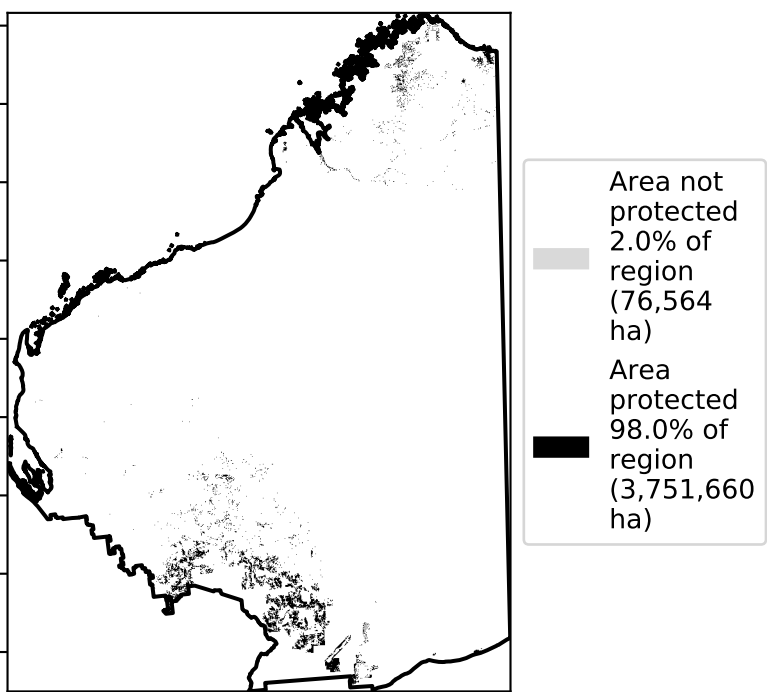 Area not
protected
2.0% of
region
(76,564
ha)
Area
protected
98.0% of
region
(3,751,660
ha)